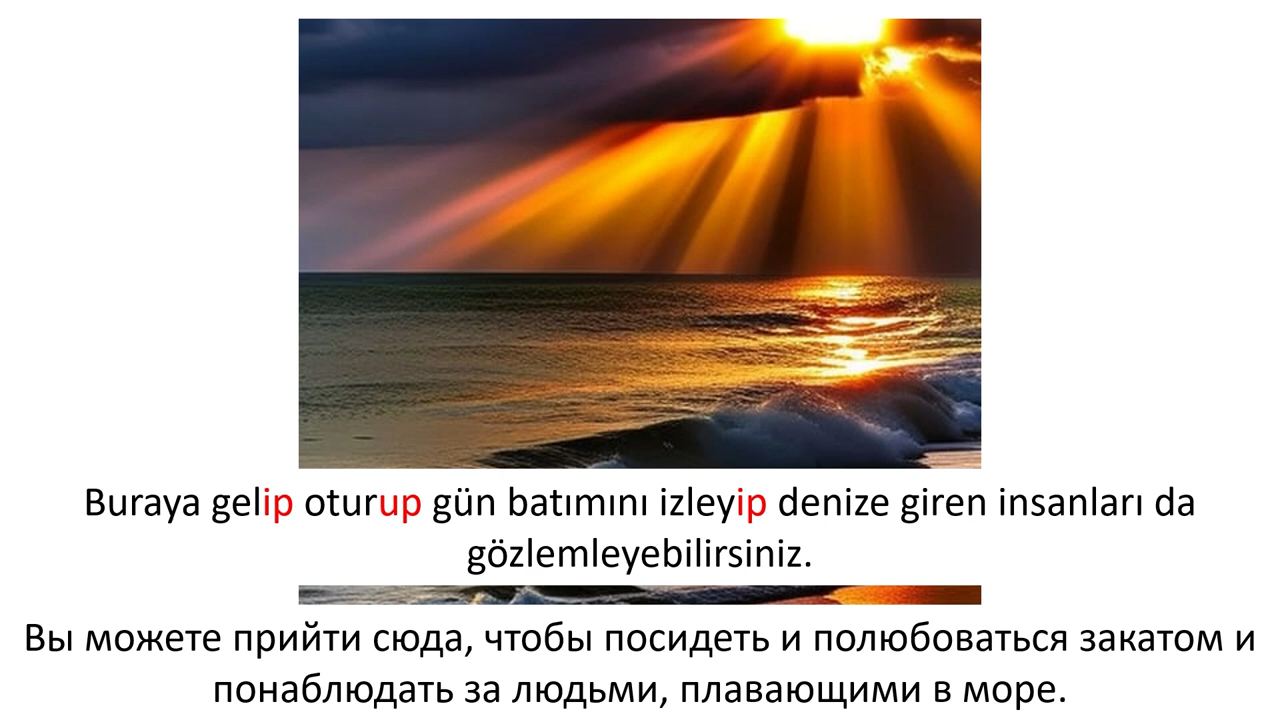 Buraya gelip oturup gün batımını izleyip denize giren insanları da
gözlemleyebilirsiniz.
Вы можете прийти сюда, чтобы посидеть и полюбоваться закатом и
понаблюдать за людьми, плавающими в море.